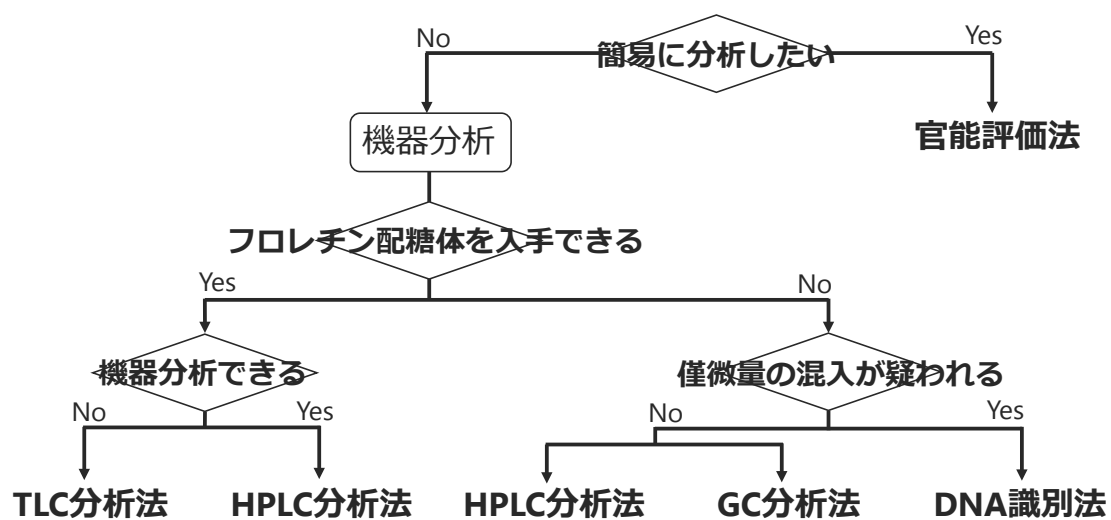 簡易に分析したい
No
Yes
官能評価法
機器分析
フロレチン配糖体を入手できる
Yes
No
機器分析できる
僅微量の混入が疑われる
No
Yes
No
Yes
TLC分析法
HPLC分析法
HPLC分析法
GC分析法
DNA識別法